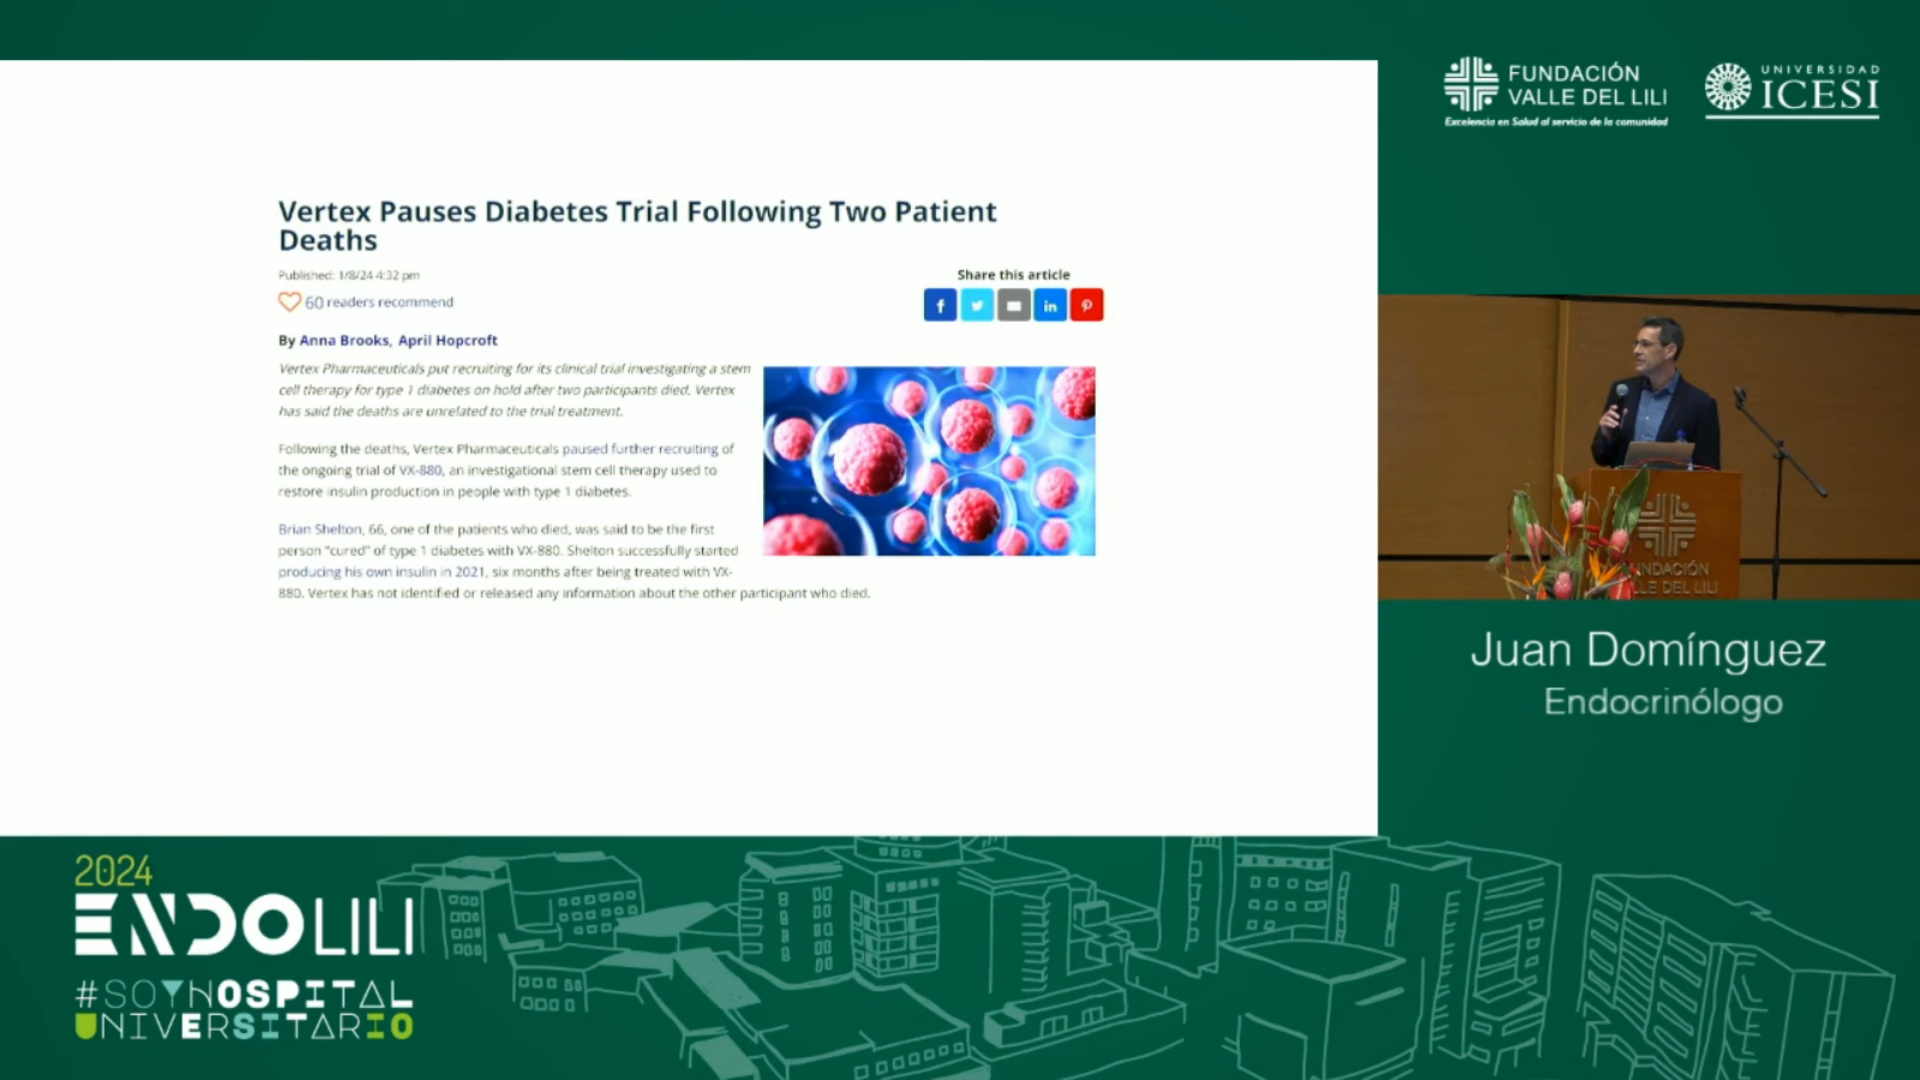 FUNDACIÓN
VALLE DEL LILI
Excelencia en Salud al servicio de la comunidad
UNIVERSIDAD
ICESI
Vertex Pauses Diabetes Trial Following Two Patient
Deaths
Published: 1/8/24 4:32 pm
Share this article
60 readers recommend
f
in
By Anna Brooks, April Hopcroft
Vertex Pharmaceuticals put recruiting for its clinical trial investigating a stem
cell therapy for type 1 diabetes on hold after two participants died. Vertex
has said the deaths are unrelated to the trial treatment.
Following the deaths, Vertex Pharmaceuticals paused further recruiting of
the ongoing trial of VX-880, an investigational stem cell therapy used to
restore insulin production in people with type 1 diabetes.
Brian Shelton, 66, one of the patients who died, was said to be the first
person "cured" of type 1 diabetes with VX-880. Shelton successfully started
producing his own insulin in 2021, six months after being treated with VX-
880. Vertex has not identified or released any information about the other participant who died.
UNDACIÓN
LLE DEL LILI
Juan Domínguez
Endocrinólogo
2024
ENDOLILI
#SOYHOSPITAL
UNIVERSITARIO